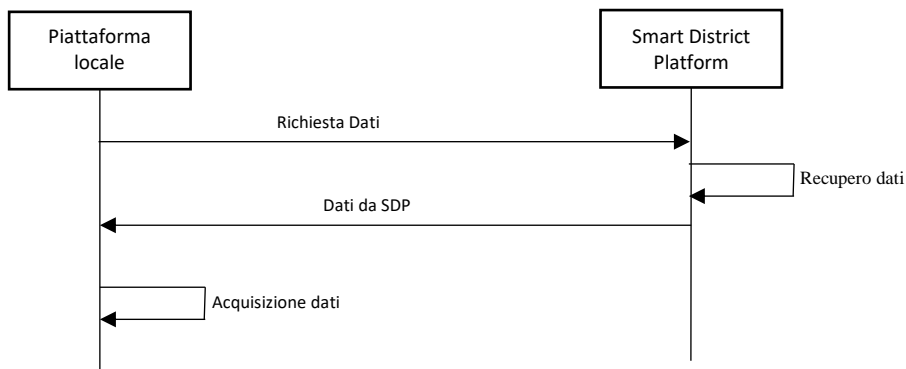 Piattaforma
locale
Smart District
Platform
Richiesta Dati
Recupero dati
Dati da SDP
Acquisizione dati